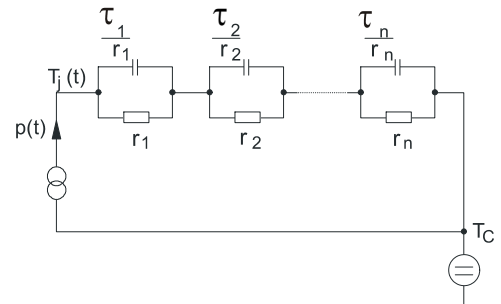 τ1/r1 τ2/r2 τn/rn
Tj (t)
p(t)
r1 r2 rn
TC